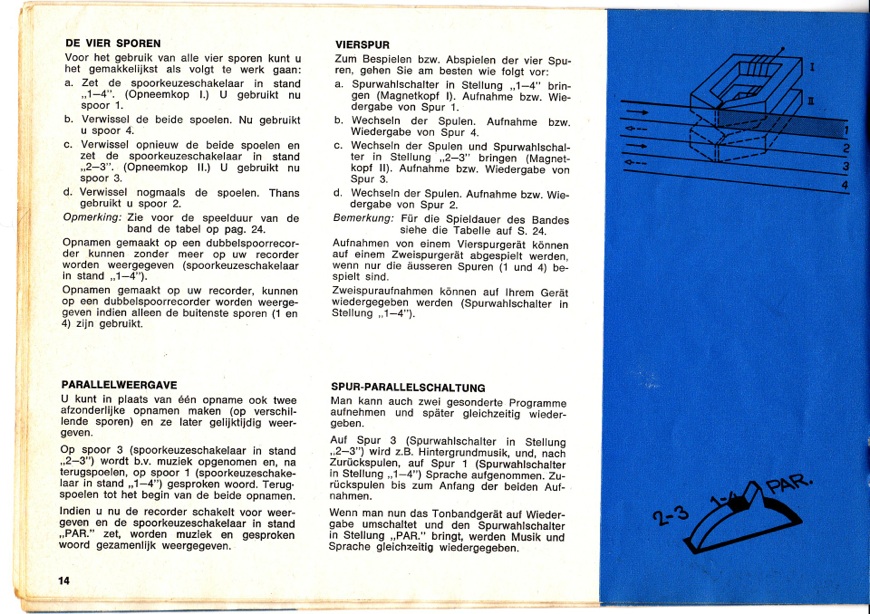 DE VIER SPOREN
Voor het gebruik van alle vier sporen kunt u
het gemakkelijkst als volgt te werk gaan:
a. Zet de spoorkeuzeschakelaar in stand
„1—4”. (Opneemkop I.) U gebruikt nu
spoor 1.
b. Verwissel de beide spoelen. Nu gebruikt
u spoor 4.
c. Verwissel opnieuw de beide spoelen en
zet de spoorkeuzeschakelaar in stand
„2—3”. (Opneemkop II.) U gebruikt nu
spoor 3.
d. Verwissel nogmaals de spoelen. Thans
gebruikt u spoor 2.
Opmerking: Zie voor de speelduur van de
band de tabel op pag. 24.
Opnamen gemaakt op een dubbelspoorrecor-
der kunnen zonder meer op uw recorder
worden weergegeven (spoorkeuzeschakelaar
in stand „1—4”).
Opnamen gemaakt op uw recorder, kunnen
op een dubbelspoorrecorder worden weerge-
geven indien alleen de buitenste sporen (1 en
4) zijn gebruikt.
PARALLELWEERGAVE
U kunt in plaats van één opname ook twee
afzonderlijke opnamen maken (op verschil-
lende sporen) en ze later gelijktijdig weer-
geven.
Op spoor 3 (spoorkeuzeschakelaar in stand
„2—3”) wordt b.v. muziek opgenomen en, na
terugspoelen, op spoor 1 (spoorkeuzeschake-
laar in stand „1—4”) gesproken woord. Terug-
spoelen tot het begin van de beide opnamen.
Indien u nu de recorder schakelt voor weer-
geven en de spoorkeuzeschakelaar in stand
„PAR.” zet, worden muziek en gesproken
woord gezamenlijk weergegeven.
14
VIERSPUR
Zum Bespielen bzw. Abspielen der vier Spu-
ren, gehen Sie am besten wie folgt vor:
a. Spurwahlschalter in Stellung „1—4” brin-
gen (Magnetkopf I). Aufnahme bzw. Wie-
dergabe von Spur 1.
b. Wechseln der Spulen. Aufnahme bzw.
Wiedergabe von Spur 4.
c. Wechseln der Spulen und Spurwahlschal-
ter in Stellung „2—3” bringen (Magnet-
kopf II). Aufnahme bzw. Wiedergabe von
Spur 3.
d. Wechseln der Spulen. Aufnahme bzw. Wie-
dergabe von Spur 2.
Bemerkung: Für die Spieldauer des Bandes
siehe die Tabelle auf S. 24.
Aufnahmen von einem Vierspurgerät können
auf einem Zweispurgerät abgespielt werden,
wenn nur die äusseren Spuren (1 und 4) be-
spielt sind.
Zweispuraufnahmen können auf Ihrem Gerät
wiedergegeben werden (Spurwahlschalter in
Stellung „1—4”).
SPUR-PARALLELSCHALTUNG
Man kann auch zwei gesonderte Programme
aufnehmen und später gleichzeitig wieder-
geben.
Auf Spur 3 (Spurwahlschalter in Stellung
„2—3”) wird z.B. Hintergrundmusik, und, nach
Zurückspulen, auf Spur 1 (Spurwahlschalter
in Stellung „1—4”) Sprache aufgenommen. Zu-
rückspulen bis zum Anfang der beiden Auf-
nahmen.
Wenn man nun das Tonbandgerät auf Wieder-
gabe umschaltet und den Spurwahlschalter
in Stellung „PAR.” bringt, werden Musik und
Sprache gleichzeitig wiedergegeben.
I
II
1
2
3
4
2-3 1-4 PAR.